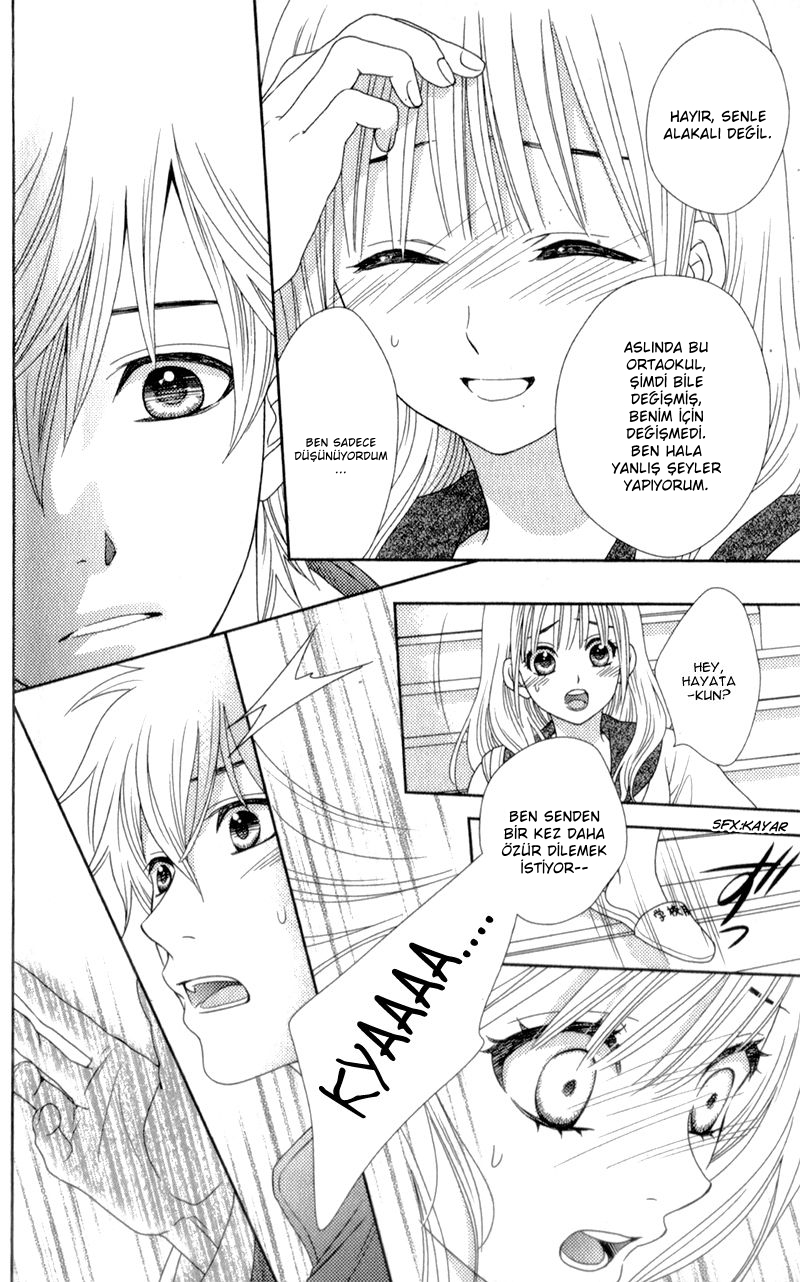 HAYIR, SENLE
ALAKALI DEĞİL.
ASLINDA BU
ORTAOKUL,
ŞİMDİ BİLE
DEĞİŞMİŞ,
BENİM İÇİN
DEĞİŞMEDİ.
BEN HALA
YANLIŞ ŞEYLER
YAPIYORUM.
BEN SADECE
DÜŞÜNÜYORDUM
...
HEY,
HAYATA
-KUN?
SFX:KAYAR
BEN SENDEN
BİR KEZ DAHA
ÖZÜR DİLEMEK
İSTİYOR--
KYAAAAA....